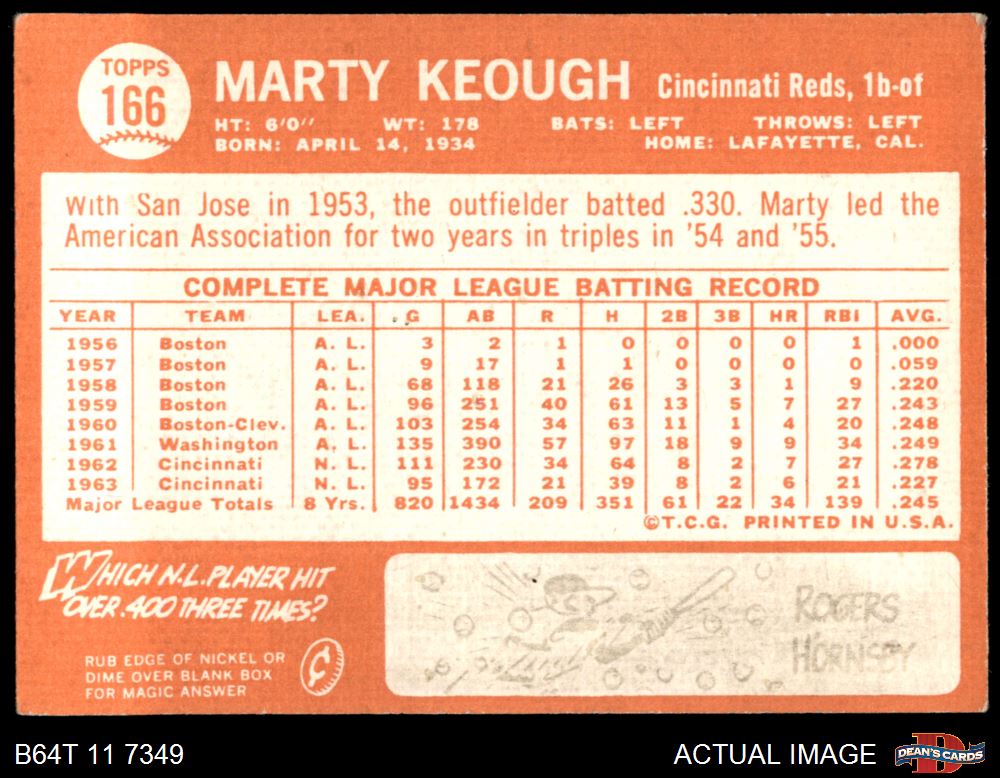 TOPPS
166
MARTY KEOUGH Cincinnati Reds, 1b-of
HT: 6'0" WT: 178 BATS: LEFT THROWS: LEFT
BORN: APRIL 14, 1934 HOME: LAFAYETTE, CAL.
With San Jose in 1953, the outfielder batted .330. Marty led the
American Association for two years in triples in '54 and '55.
COMPLETE MAJOR LEAGUE BATTING RECORD
YEAR TEAM LEA. G AB R H 2B 3B HR RBI AVG.
1956 Boston A. L. 3 2 1 0 0 0 0 1 .000
1957 Boston A. L. 9 17 1 1 0 0 0 0 .059
1958 Boston A. L. 68 118 21 26 3 3 1 9 .220
1959 Boston A. L. 96 251 40 61 13 5 7 27 .243
1960 Boston-Clev. A. L. 103 254 34 63 11 1 4 20 .248
1961 Washington A. L. 135 390 57 97 18 9 9 34 .249
1962 Cincinnati N. L. 111 230 34 64 8 2 7 27 .278
1963 Cincinnati N. L. 95 172 21 39 8 2 6 21 .227
Major League Totals 8 Yrs. 820 1434 209 351 61 22 34 139 .245
©T.C.G. PRINTED IN U.S.A.
WHICH N.L. PLAYER HIT
OVER .400 THREE TIMES?
RUB EDGE OF NICKEL OR
DIME OVER BLANK BOX
FOR MAGIC ANSWER
ROGERS
HORNSBY
B64T 11 7349 ACTUAL IMAGE DEAN'S CARDS